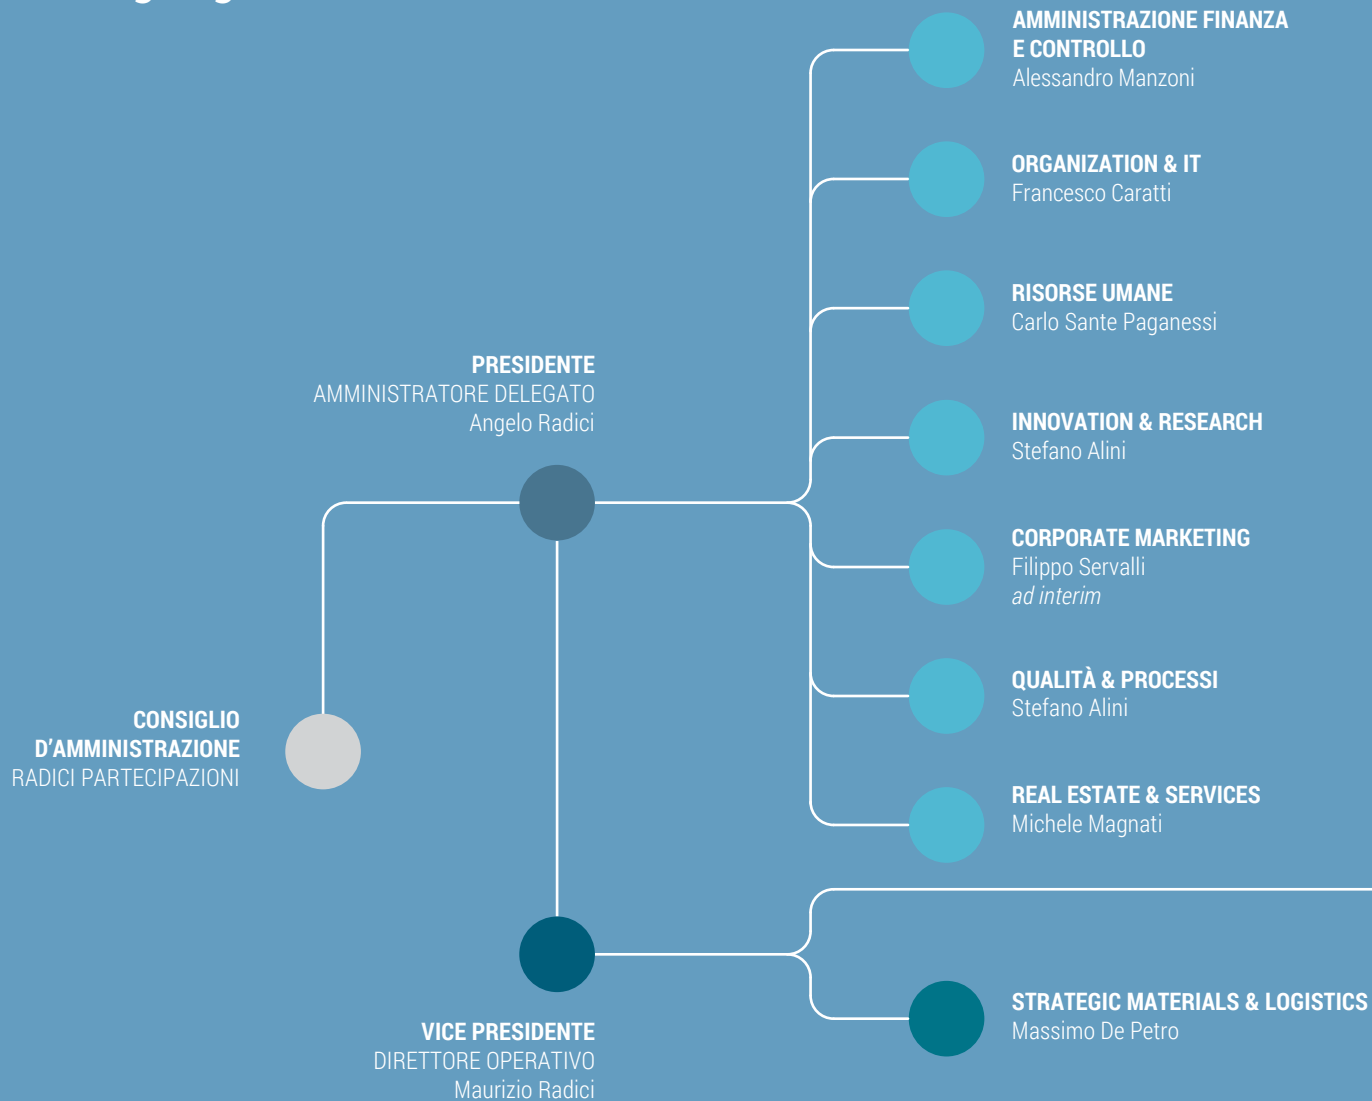 AMMINISTRAZIONE FINANZA
E CONTROLLO
Alessandro Manzoni
ORGANIZATION & IT
Francesco Caratti
RISORSE UMANE
Carlo Sante Paganessi
PRESIDENTE
AMMINISTRATORE DELEGATO
Angelo Radici
INNOVATION & RESEARCH
Stefano Alini
CORPORATE MARKETING
Filippo Servalli
ad interim
QUALITÀ & PROCESSI
Stefano Alini
CONSIGLIO
D'AMMINISTRAZIONE
RADICI PARTECIPAZIONI
REAL ESTATE & SERVICES
Michele Magnati
STRATEGIC MATERIALS & LOGISTICS
Massimo De Petro
VICE PRESIDENTE
DIRETTORE OPERATIVO
Maurizio Radici